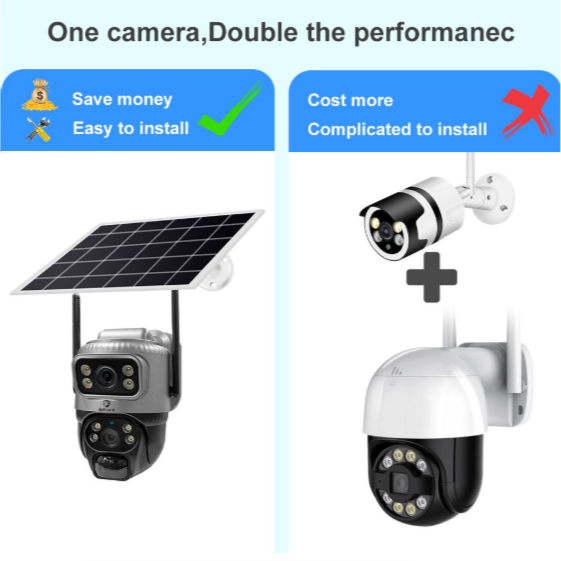 One camera,Double the performanec
Save money
Easy to install
Cost more
Complicated to install